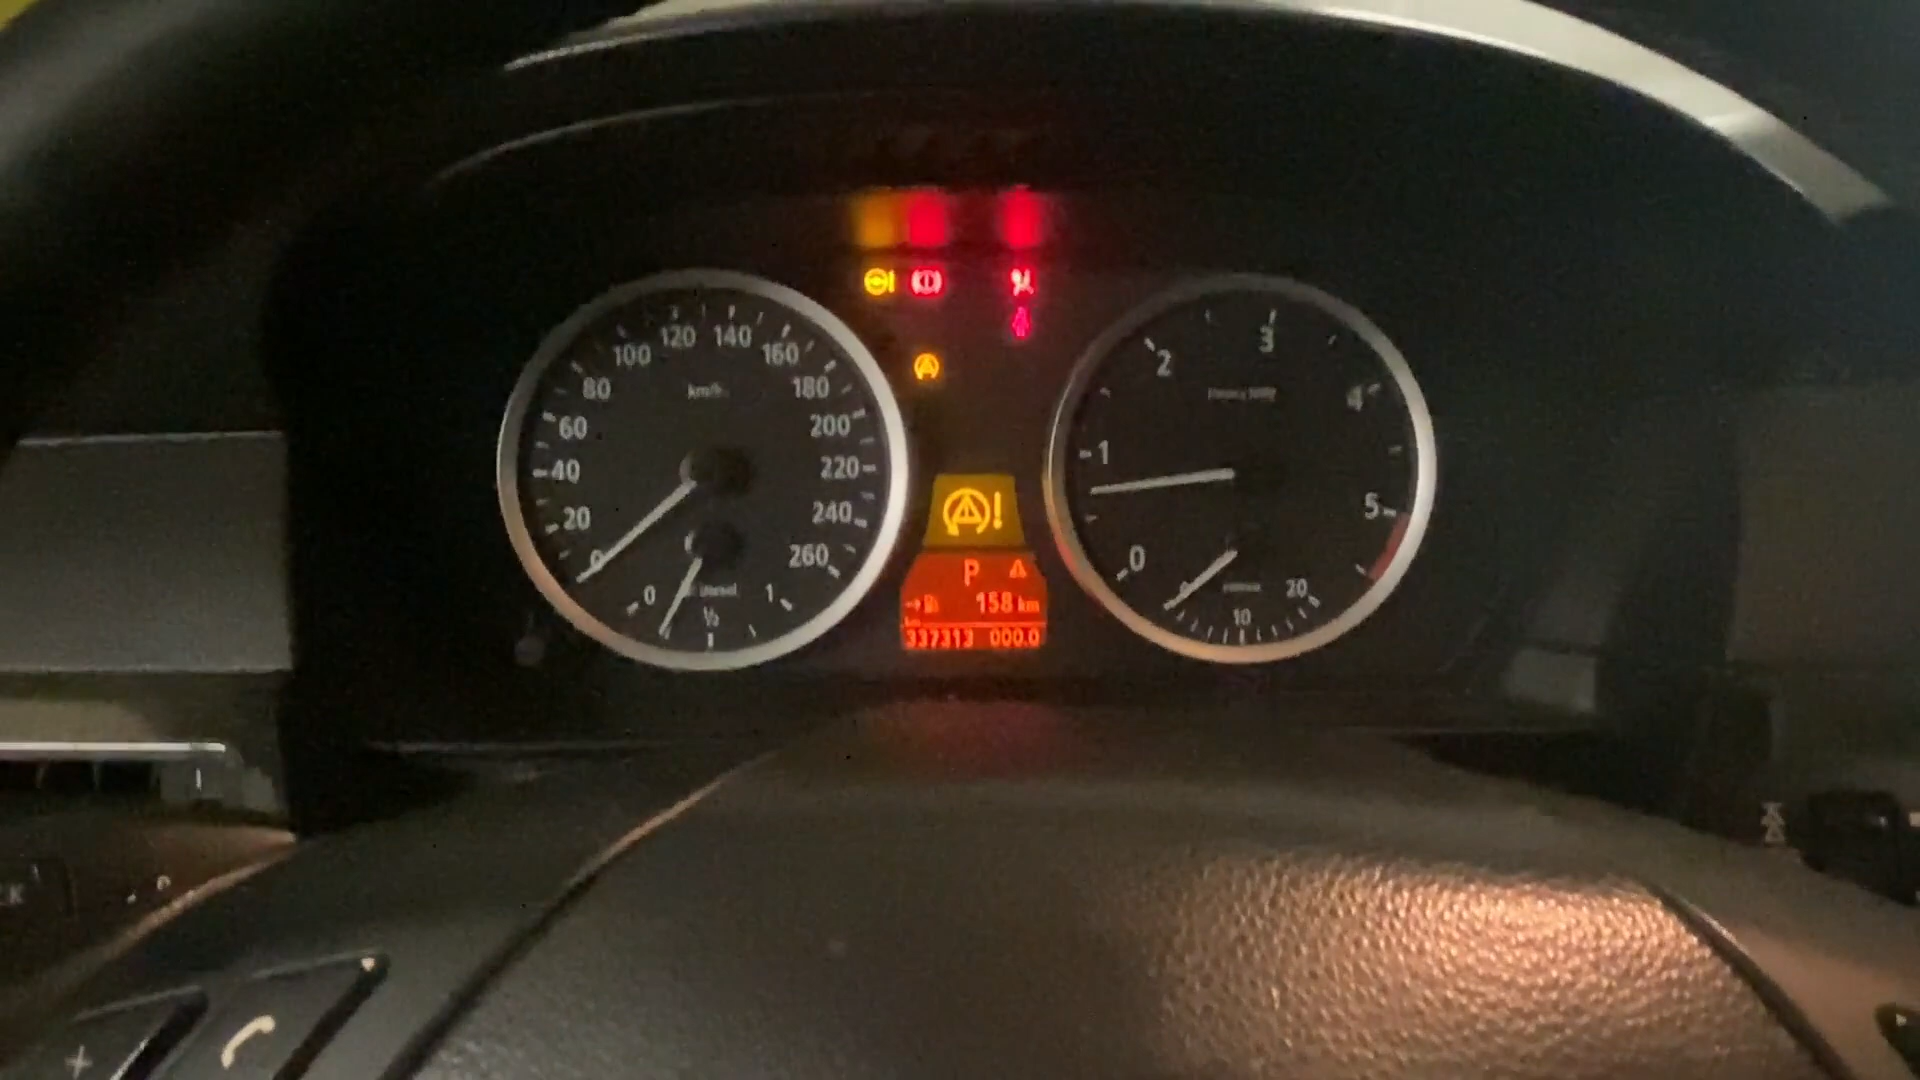 120 140
100 160
80 180
60 200
40 220
20 240
0 260
km/h
0 ½ 1
Diesel
1 2 3 4 5
0
10 20
P
158 km
337313 000.0